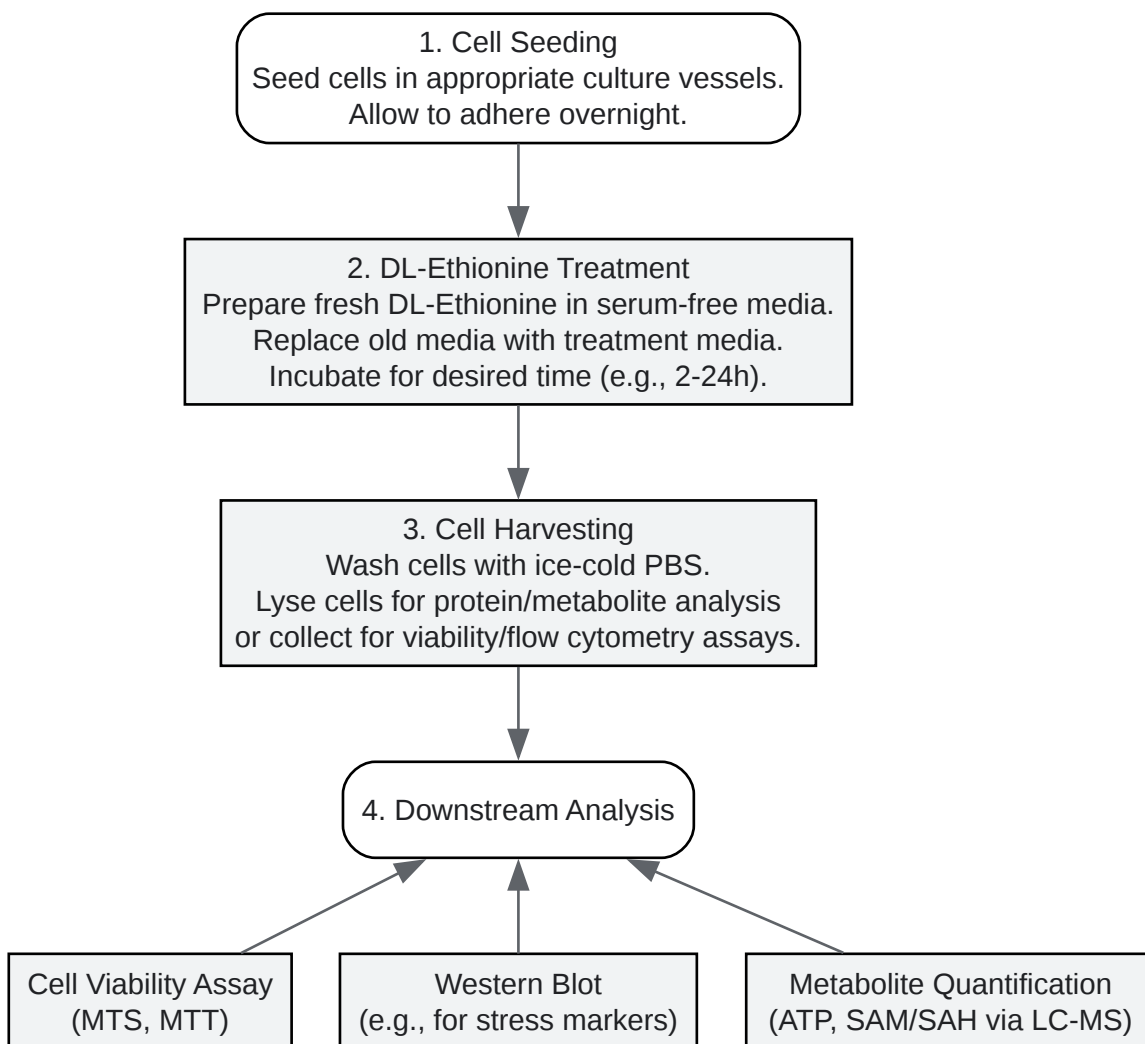 1. Cell Seeding
Seed cells in appropriate culture vessels.
Allow to adhere overnight.
2. DL-Ethionine Treatment
Prepare fresh DL-Ethionine in serum-free media.
Replace old media with treatment media.
Incubate for desired time (e.g., 2-24h).
3. Cell Harvesting
Wash cells with ice-cold PBS.
Lyse cells for protein/metabolite analysis
or collect for viability/flow cytometry assays.
4. Downstream Analysis
Cell Viability Assay
(MTS, MTT)
Western Blot
(e.g., for stress markers)
Metabolite Quantification
(ATP, SAM/SAH via LC-MS)